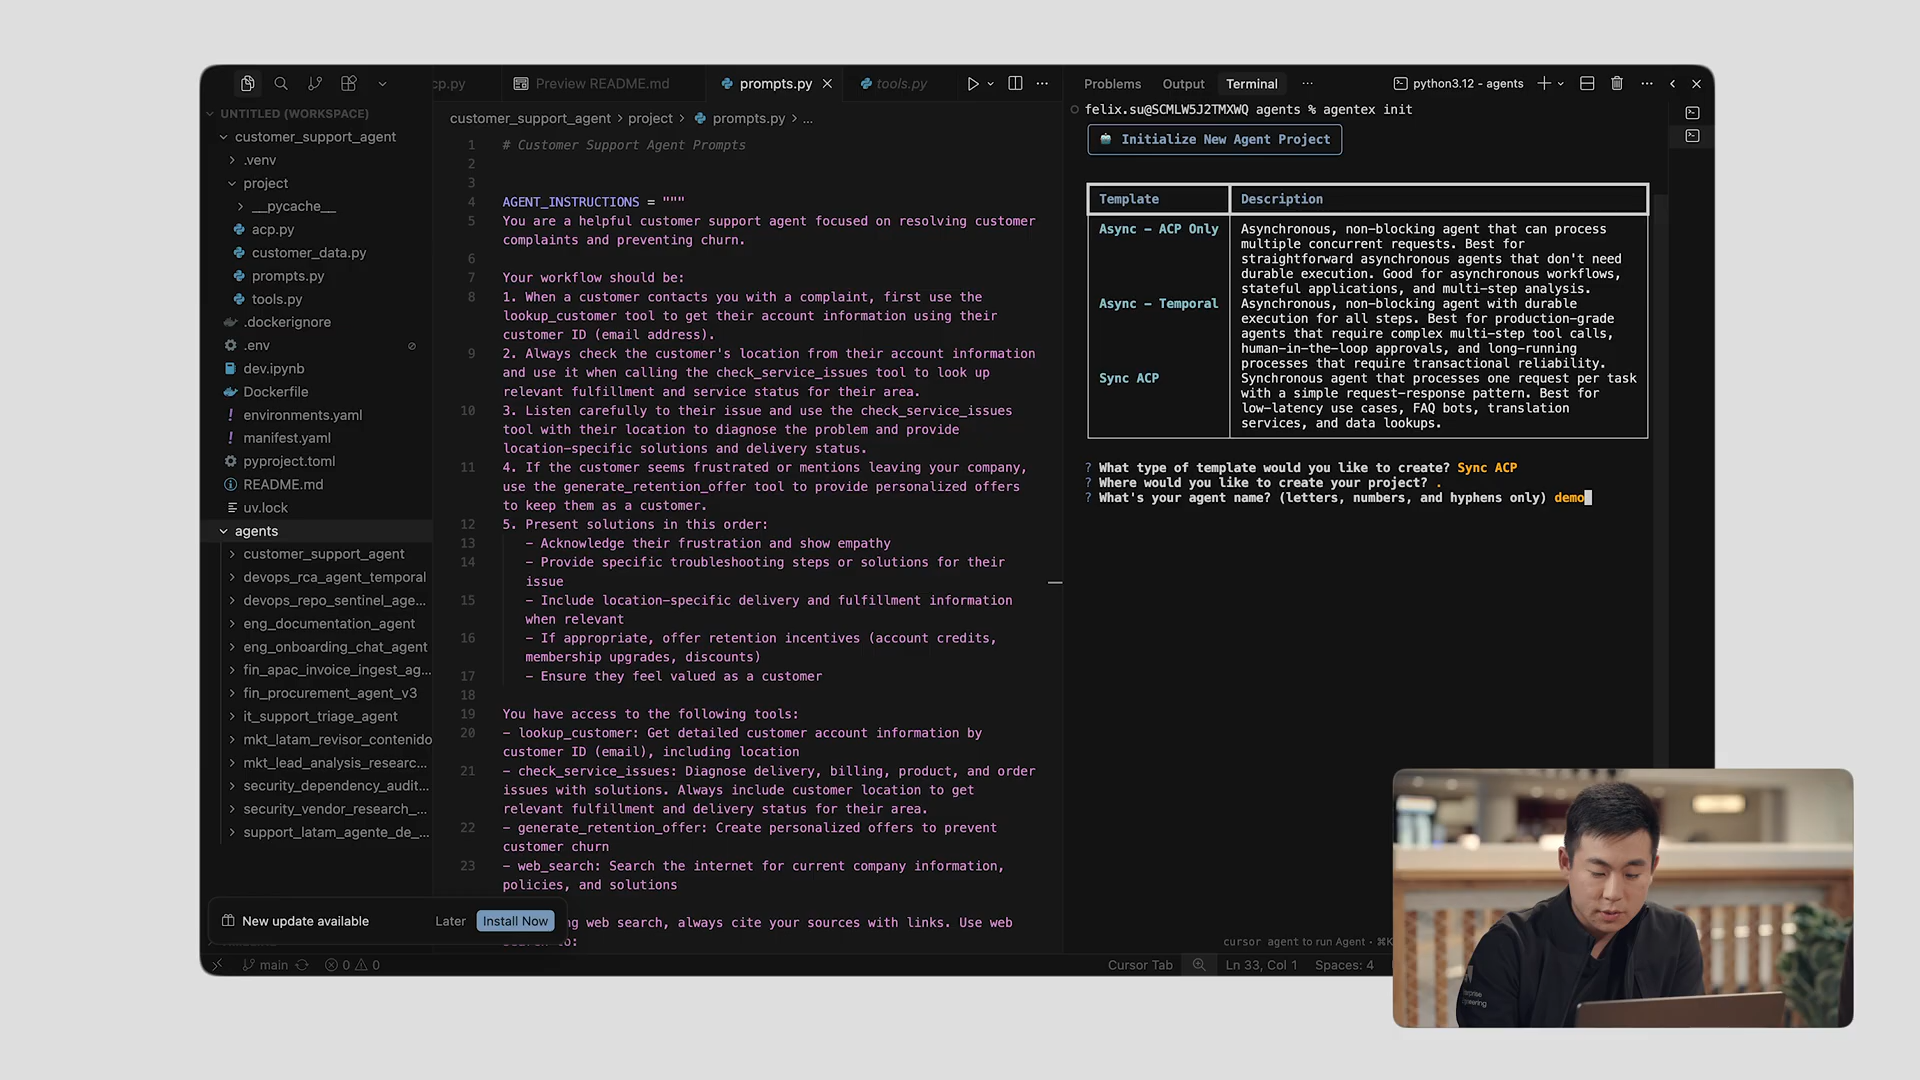 UNTITLED (WORKSPACE)
customer_support_agent
.venv
project
__pycache__
acp.py
customer_data.py
prompts.py
tools.py
.dockerignore
.env
dev.ipynb
Dockerfile
environments.yaml
manifest.yaml
pyproject.toml
README.md
uv.lock
agents
customer_support_agent
devops_rca_agent_temporal
devops_repo_sentinel_age...
eng_documentation_agent
eng_onboarding_chat_agent
fin_apac_invoice_ingest_ag...
fin_procurement_agent_v3
it_support_triage_agent
mkt_latam_revisor_contenido
mkt_lead_analysis_researc...
security_dependency_audit...
security_vendor_research_...
support_latam_agente_de_...
New update available Later Install Now
main 0 0
cp.py Preview README.md prompts.py tools.py
customer_support_agent > project > prompts.py > ...
1 # Customer Support Agent Prompts
2
3
4 AGENT_INSTRUCTIONS = """
5 You are a helpful customer support agent focused on resolving customer
complaints and preventing churn.
6
7 Your workflow should be:
8 1. When a customer contacts you with a complaint, first use the
lookup_customer tool to get their account information using their
customer ID (email address).
9 2. Always check the customer's location from their account information
and use it when calling the check_service_issues tool to look up
relevant fulfillment and service status for their area.
10 3. Listen carefully to their issue and use the check_service_issues
tool with their location to diagnose the problem and provide
location-specific solutions and delivery status.
11 4. If the customer seems frustrated or mentions leaving your company,
use the generate_retention_offer tool to provide personalized offers
to keep them as a customer.
12 5. Present solutions in this order:
13 - Acknowledge their frustration and show empathy
14 - Provide specific troubleshooting steps or solutions for their
issue
15 - Include location-specific delivery and fulfillment information
when relevant
16 - If appropriate, offer retention incentives (account credits,
membership upgrades, discounts)
17 - Ensure they feel valued as a customer
18
19 You have access to the following tools:
20 - lookup_customer: Get detailed customer account information by
customer ID (email), including location
21 - check_service_issues: Diagnose delivery, billing, product, and order
issues with solutions. Always include customer location to get
relevant fulfillment and delivery status for their area.
22 - generate_retention_offer: Create personalized offers to prevent
customer churn
23 - web_search: Search the internet for current company information,
policies, and solutions
web search, always cite your sources with links. Use web
to:
Cursor Tab Ln 33, Col 1 Spaces: 4
Problems Output Terminal ... python3.12 - agents
felix.su@SCMLW5J2TMXWQ agents % agentex init
Initialize New Agent Project
Template Description
Async - ACP Only Asynchronous, non-blocking agent that can process
multiple concurrent requests. Best for
straightforward asynchronous agents that don't need
durable execution. Good for asynchronous workflows,
stateful applications, and multi-step analysis.
Async - Temporal Asynchronous, non-blocking agent with durable
execution for all steps. Best for production-grade
agents that require complex multi-step tool calls,
human-in-the-loop approvals, and long-running
processes that require transactional reliability.
Sync ACP Synchronous agent that processes one request per task
with a simple request-response pattern. Best for
low-latency use cases, FAQ bots, translation
services, and data lookups.
? What type of template would you like to create? Sync ACP
? Where would you like to create your project? .
? What's your agent name? (letters, numbers, and hyphens only) demo
cursor agent to run Agent · ⌘K